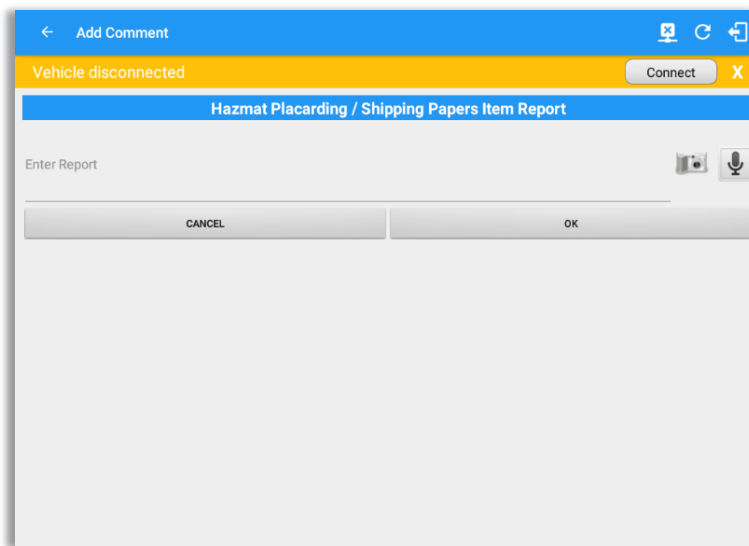 Add Comment
Vehicle disconnected
Connect
X
Hazmat Placarding / Shipping Papers Item Report
Enter Report
CANCEL
OK